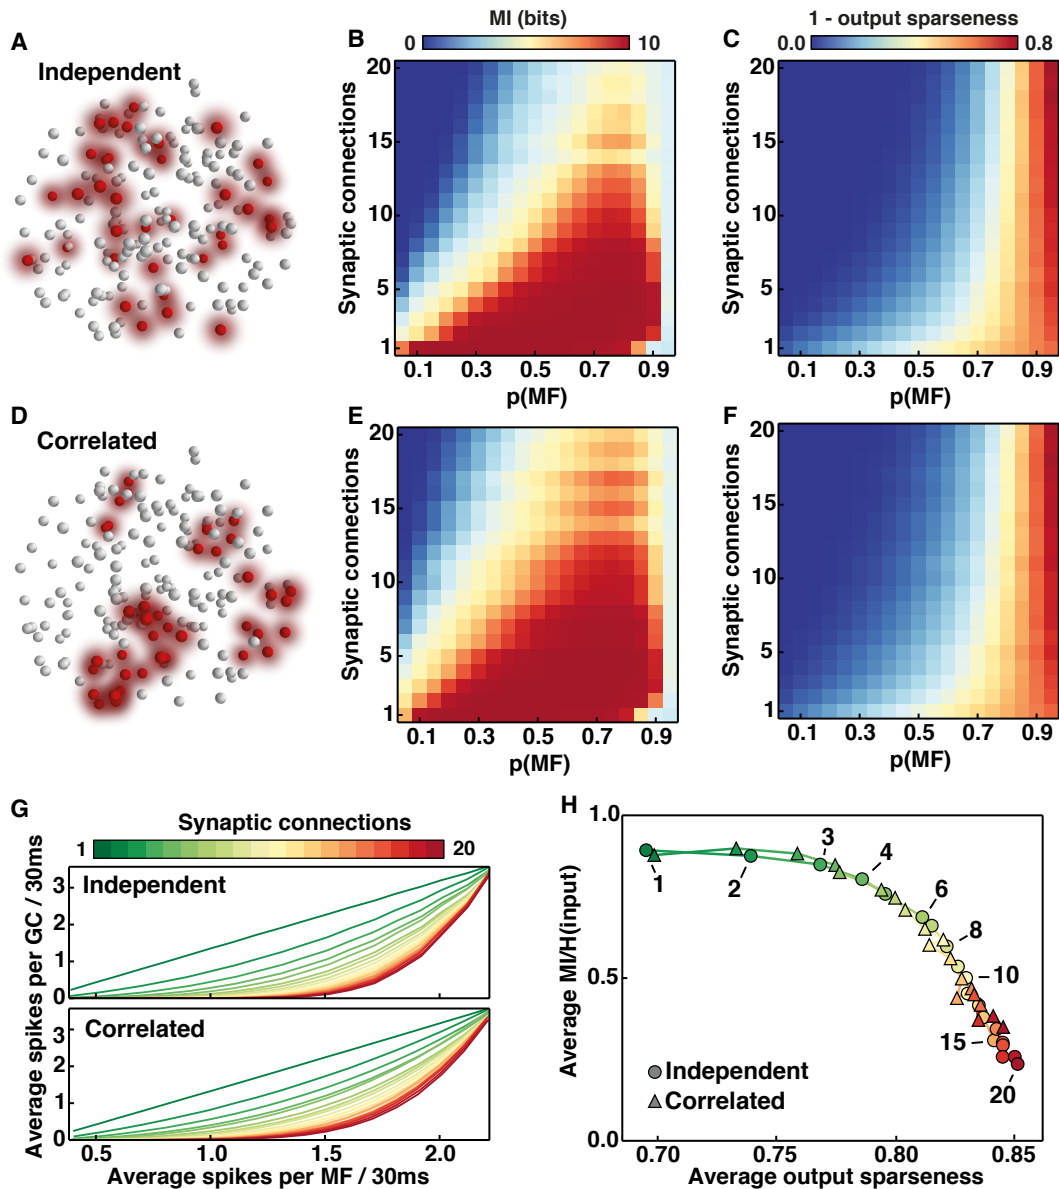 A
Independent
B
MI (bits)
0
10
Synaptic connections
20
15
10
5
1
0.1 0.3 0.5 0.7 0.9
p(MF)
C
1 - output sparseness
0.0
0.8
Synaptic connections
20
15
10
5
1
0.1 0.3 0.5 0.7 0.9
p(MF)
D
Correlated
E
Synaptic connections
20
15
10
5
1
0.1 0.3 0.5 0.7 0.9
p(MF)
F
Synaptic connections
20
15
10
5
1
0.1 0.3 0.5 0.7 0.9
p(MF)
G
Synaptic connections
1
20
Average spikes per GC / 30ms
Independent
3
2
1
0
Correlated
3
2
1
0
0.5 1.0 1.5 2.0
Average spikes per MF / 30ms
H
Average MI/H(input)
1.0
0.5
0.0
1
2
3
4
6
8
10
15
20
Independent
Correlated
0.70 0.75 0.80 0.85
Average output sparseness